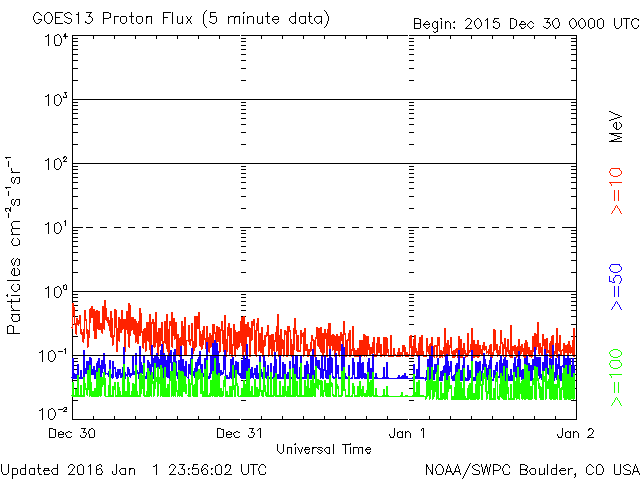 GOES13 Proton Flux (5 minute data)
Begin: 2015 Dec 30 0000 UTC
10⁴
10³
10²
10¹
10⁰
10⁻¹
10⁻²
Particles cm⁻²s⁻¹sr⁻¹
MeV
>=10
>=50
>=100
Dec 30
Dec 31
Jan 1
Jan 2
Universal Time
Updated 2016 Jan 1 23:56:02 UTC
NOAA/SWPC Boulder, CO USA